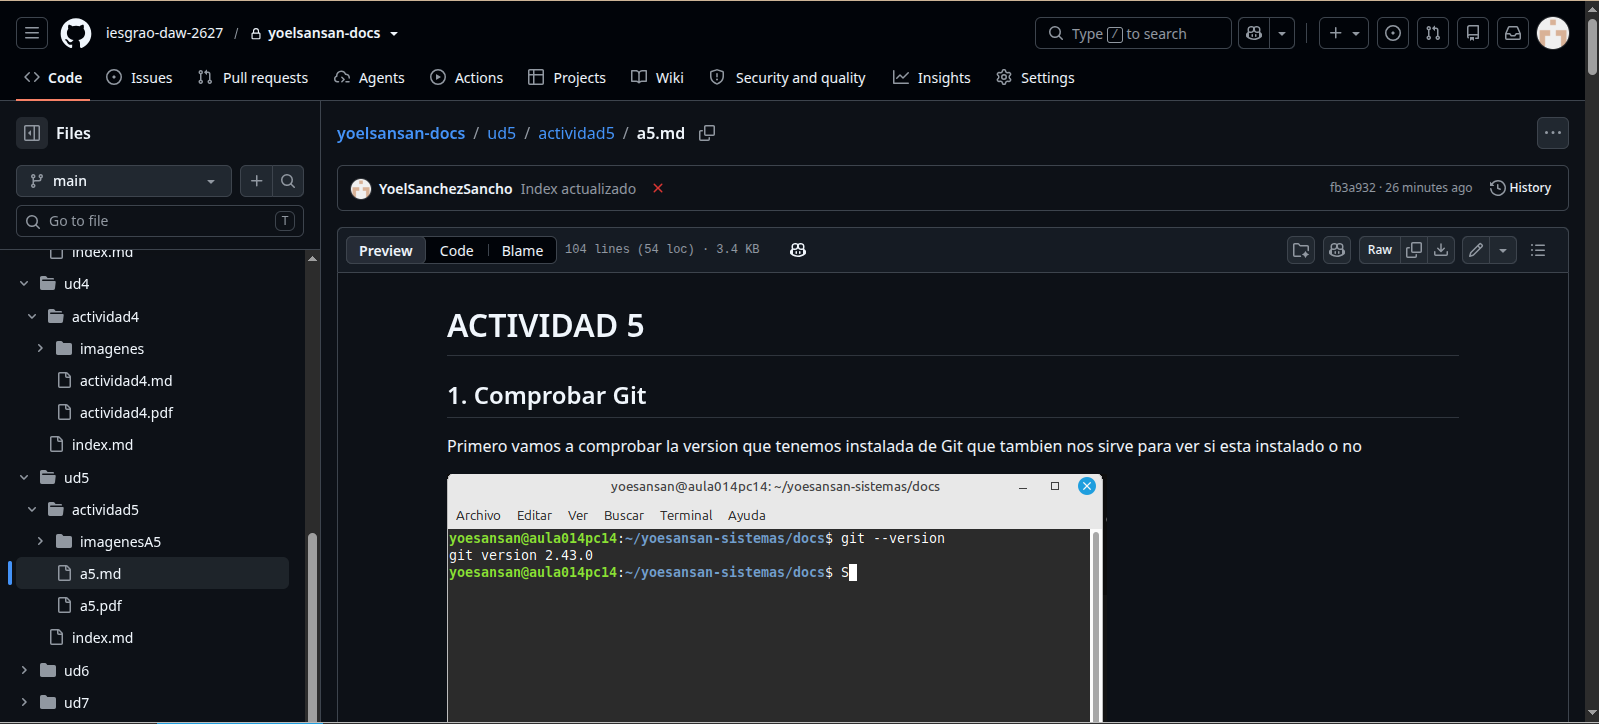 iesgrao-daw-2627 / yoelsansan-docs
Type / to search
Code Issues Pull requests Agents Actions Projects Wiki Security and quality Insights Settings
Files
main
Go to file T
index.md
ud4
actividad4
imagenes
actividad4.md
actividad4.pdf
index.md
ud5
actividad5
imagenesA5
a5.md
a5.pdf
index.md
ud6
ud7
yoelsansan-docs / ud5 / actividad5 / a5.md
YoelSanchezSancho Index actualizado
fb3a932 · 26 minutes ago History
Preview Code Blame 104 lines (54 loc) · 3.4 KB Raw
ACTIVIDAD 5
1. Comprobar Git
Primero vamos a comprobar la version que tenemos instalada de Git que tambien nos sirve para ver si esta instalado o no
yoesansan@aula014pc14: ~/yoesansan-sistemas/docs
Archivo Editar Ver Buscar Terminal Ayuda
yoesansan@aula014pc14:~/yoesansan-sistemas/docs$ git --version
git version 2.43.0
yoesansan@aula014pc14:~/yoesansan-sistemas/docs$ S